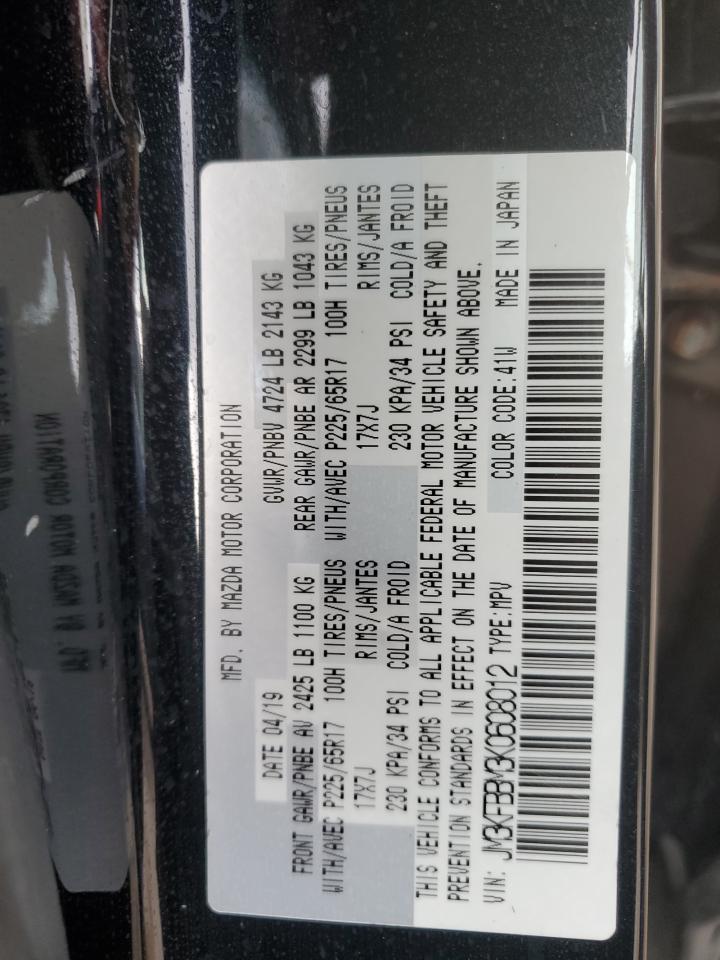 MFD. BY MAZDA MOTOR CORPORATION
DATE 04/19 GVWR/PNBV 4724 LB 2143 KG
FRONT GAWR/PNBE AV 2425 LB 1100 KG REAR GAWR/PNBE AR 2299 LB 1043 KG
WITH/AVEC P225/65R17 100H TIRES/PNEUS WITH/AVEC P225/65R17 100H TIRES/PNEUS
17X7J RIMS/JANTES 17X7J RIMS/JANTES
230 KPA/34 PSI COLD/A FROID 230 KPA/34 PSI COLD/A FROID
THIS VEHICLE CONFORMS TO ALL APPLICABLE FEDERAL MOTOR VEHICLE SAFETY AND THEFT
PREVENTION STANDARDS IN EFFECT ON THE DATE OF MANUFACTURE SHOWN ABOVE.
VIN: JM3KFBBM3K0608012 TYPE:MPV COLOR CODE:41W MADE IN JAPAN